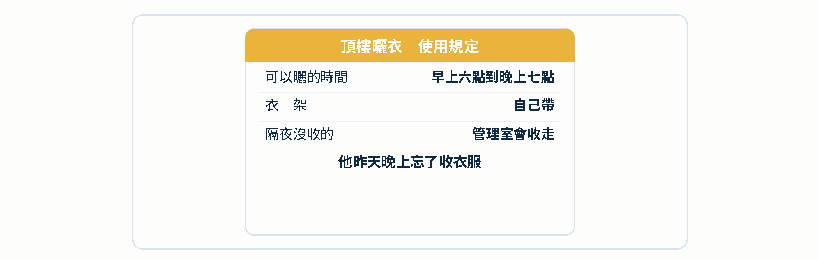 頂樓曬衣　使用規定
可以曬的時間　早上六點到晚上七點
衣　架　自己帶
隔夜沒收的　管理室會收走
他昨天晚上忘了收衣服